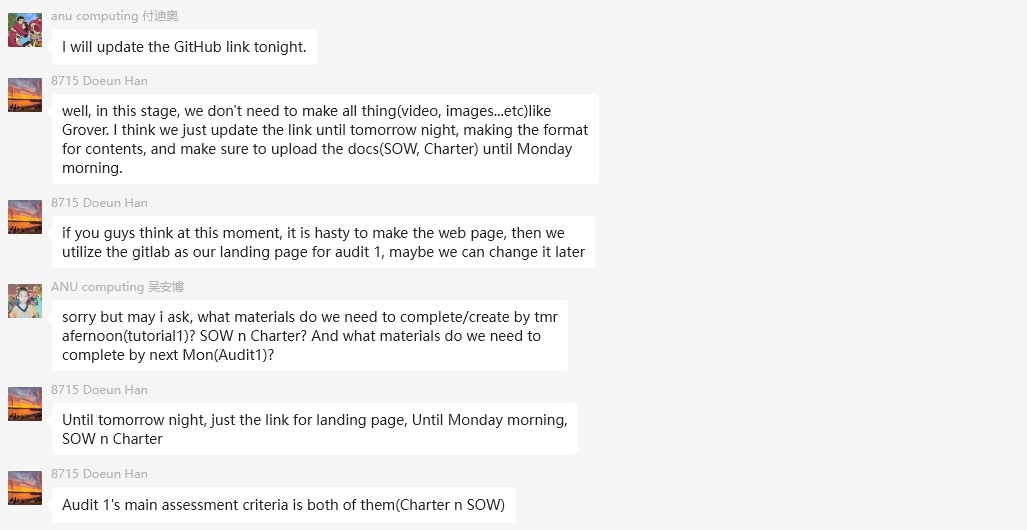 anu computing 付迪奥
I will update the GitHub link tonight.
8715 Doeun Han
well, in this stage, we don't need to make all thing(video, images...etc)like
Grover. I think we just update the link until tomorrow night, making the format
for contents, and make sure to upload the docs(SOW, Charter) until Monday
morning.
8715 Doeun Han
if you guys think at this moment, it is hasty to make the web page, then we
utilize the gitlab as our landing page for audit 1, maybe we can change it later
ANU computing 吴安博
sorry but may i ask, what materials do we need to complete/create by tmr
afernoon(tutorial1)? SOW n Charter? And what materials do we need to
complete by next Mon(Audit1)?
8715 Doeun Han
Until tomorrow night, just the link for landing page, Until Monday morning,
SOW n Charter
8715 Doeun Han
Audit 1's main assessment criteria is both of them(Charter n SOW)